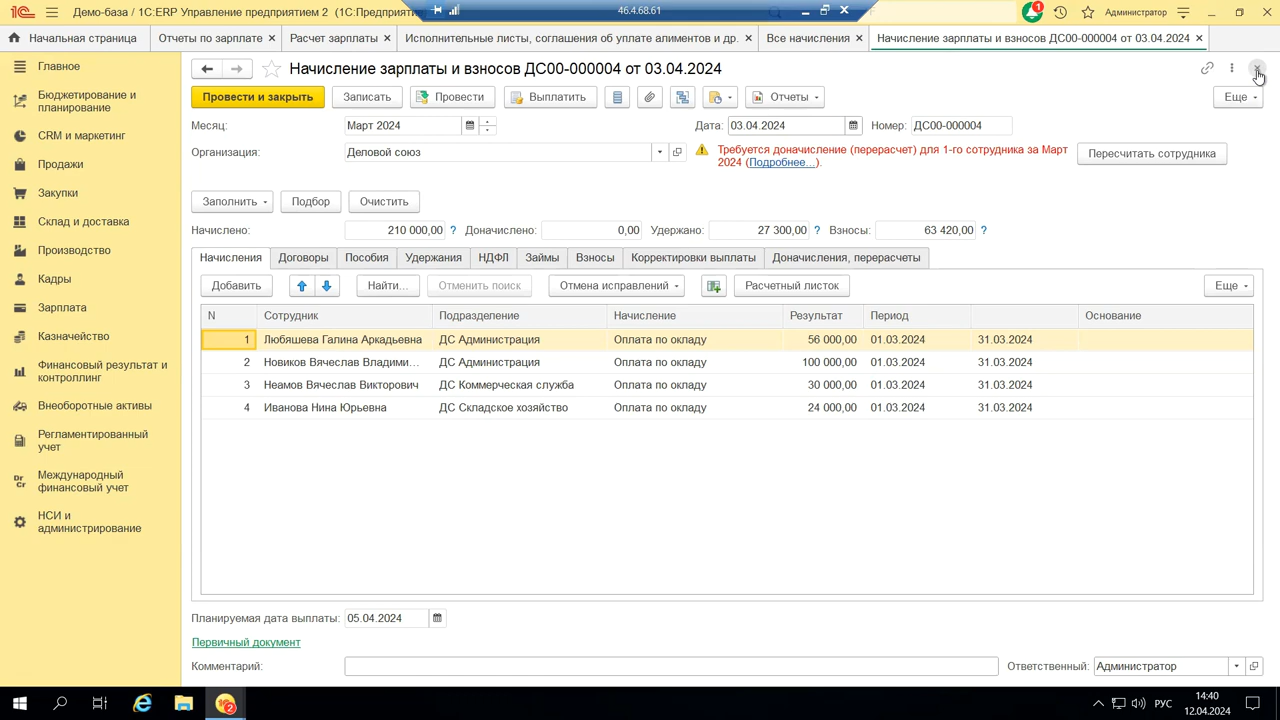 Демо-база / 1С:ERP Управление предприятием 2 (1С:Предприятие
46.4.68.61
1
Администратор
Начальная страница
Отчеты по зарплате
Расчет зарплаты
Исполнительные листы, соглашения об уплате алиментов и др.
Все начисления
Начисление зарплаты и взносов ДС00-000004 от 03.04.2024
Главное
Бюджетирование и планирование
CRM и маркетинг
Продажи
Закупки
Склад и доставка
Производство
Кадры
Зарплата
Казначейство
Финансовый результат и контроллинг
Внеоборотные активы
Регламентированный учет
Dr Cr
Международный финансовый учет
НСИ и администрирование
Начисление зарплаты и взносов ДС00-000004 от 03.04.2024
Провести и закрыть Записать Провести Выплатить Отчеты Еще
Месяц: Март 2024 Дата: 03.04.2024 Номер: ДС00-000004
Организация: Деловой союз
Требуется доначисление (перерасчет) для 1-го сотрудника за Март
2024 (Подробнее...).
Пересчитать сотрудника
Заполнить Подбор Очистить
Начислено: 210 000,00 ? Доначислено: 0,00 Удержано: 27 300,00 ? Взносы: 63 420,00 ?
Начисления Договоры Пособия Удержания НДФЛ Займы Взносы Корректировки выплаты Доначисления, перерасчеты
Добавить Найти... Отменить поиск Отмена исправлений Расчетный листок Еще
N Сотрудник Подразделение Начисление Результат Период Основание
1 Любяшева Галина Аркадьевна ДС Администрация Оплата по окладу 56 000,00 01.03.2024 31.03.2024
2 Новиков Вячеслав Владими... ДС Администрация Оплата по окладу 100 000,00 01.03.2024 31.03.2024
3 Неамов Вячеслав Викторович ДС Коммерческая служба Оплата по окладу 30 000,00 01.03.2024 31.03.2024
4 Иванова Нина Юрьевна ДС Складское хозяйство Оплата по окладу 24 000,00 01.03.2024 31.03.2024
Планируемая дата выплаты: 05.04.2024
Первичный документ
Комментарий:
Ответственный: Администратор
2
РУС
14:40
12.04.2024